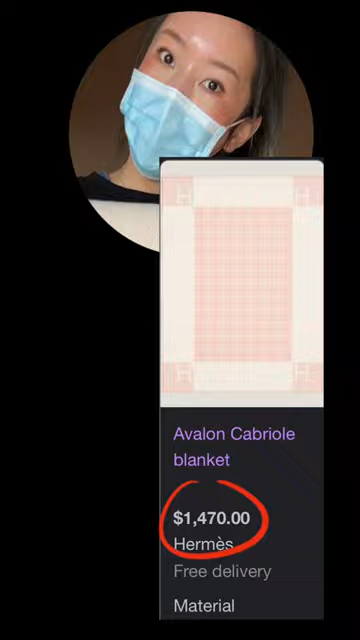 H H
H H
Avalon Cabriole
blanket
$1,470.00
Hermès
Free delivery
Material